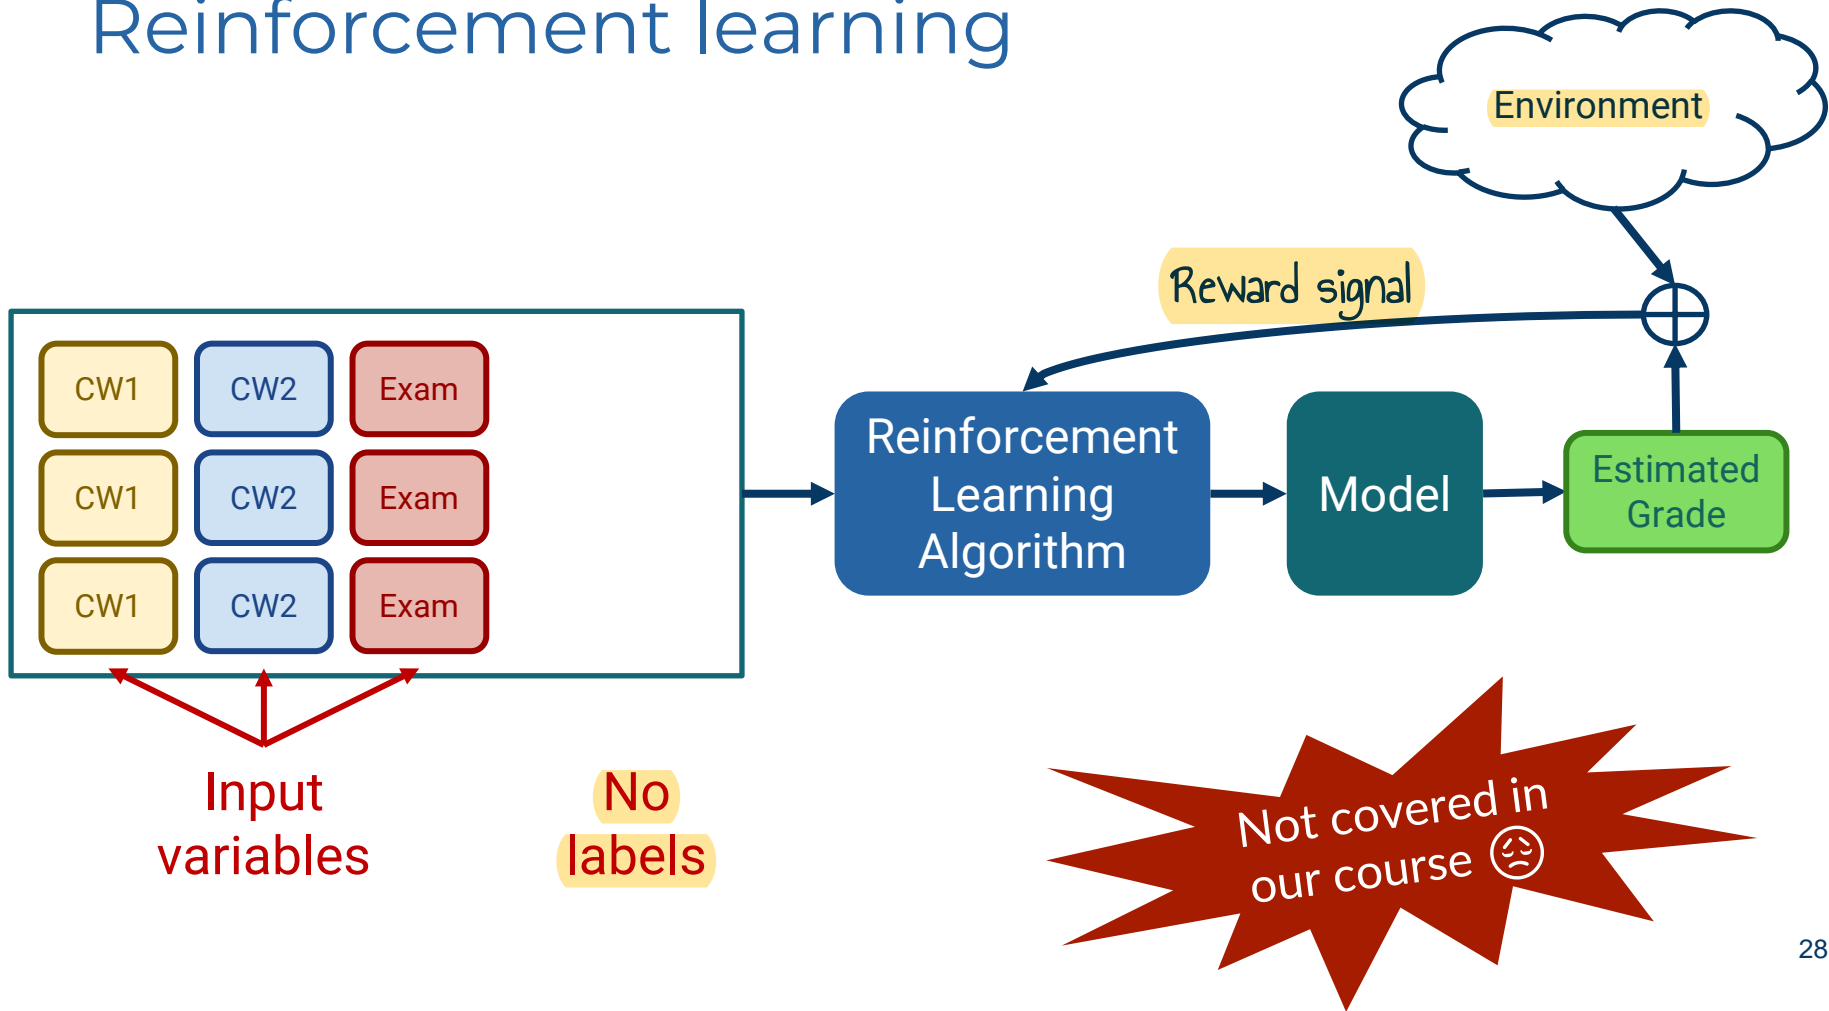 Reinforcement learning
Environment
Reward signal
CW1 CW2 Exam
CW1 CW2 Exam
CW1 CW2 Exam
Reinforcement
Learning
Algorithm
Model
Estimated
Grade
Input
variables
No
labels
Not covered in
our course 😔
28